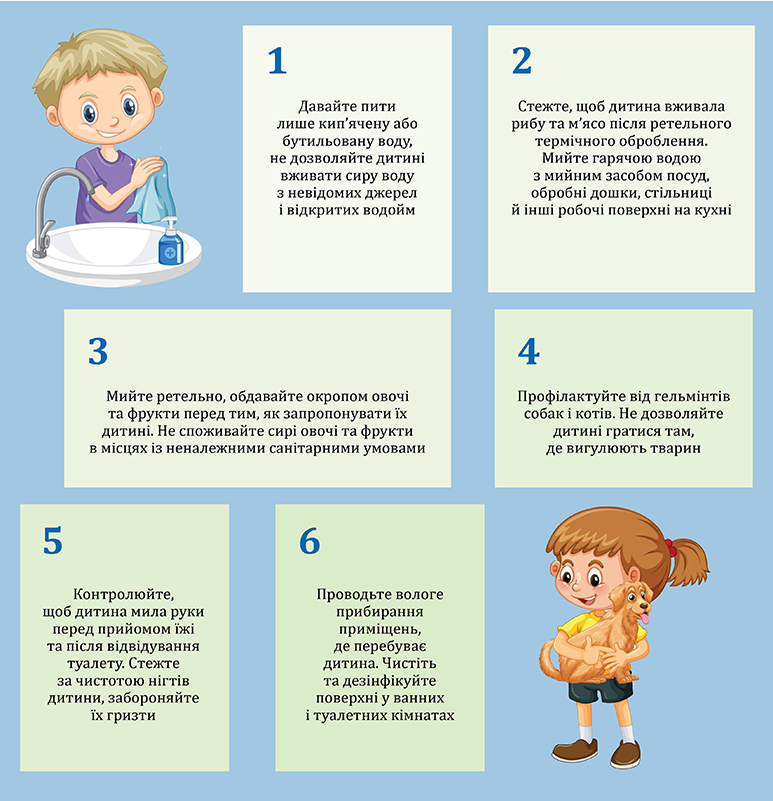 1
Давайте пити
лише кип’ячену або
бутильовану воду,
не дозволяйте дитині
вживати сиру воду
з невідомих джерел
і відкритих водойм
2
Стежте, щоб дитина вживала
рибу та м’ясо після ретельного
термічного оброблення.
Мийте гарячою водою
з мийним засобом посуд,
обробні дошки, стільниці
й інші робочі поверхні на кухні
3
Мийте ретельно, обдавайте окропом овочі
та фрукти перед тим, як запропонувати їх
дитині. Не споживайте сирі овочі та фрукти
в місцях із неналежними санітарними умовами
4
Профілактуйте від гельмінтів
собак і котів. Не дозволяйте
дитині гратися там,
де вигулюють тварин
5
Контролюйте,
щоб дитина мила руки
перед прийомом їжі
та після відвідування
туалету. Стежте
за чистотою нігтів
дитини, забороняйте
їх гризти
6
Проводьте вологе
прибирання
приміщень,
де перебуває
дитина. Чистіть
та дезінфікуйте
поверхні у ванних
і туалетних кімнатах